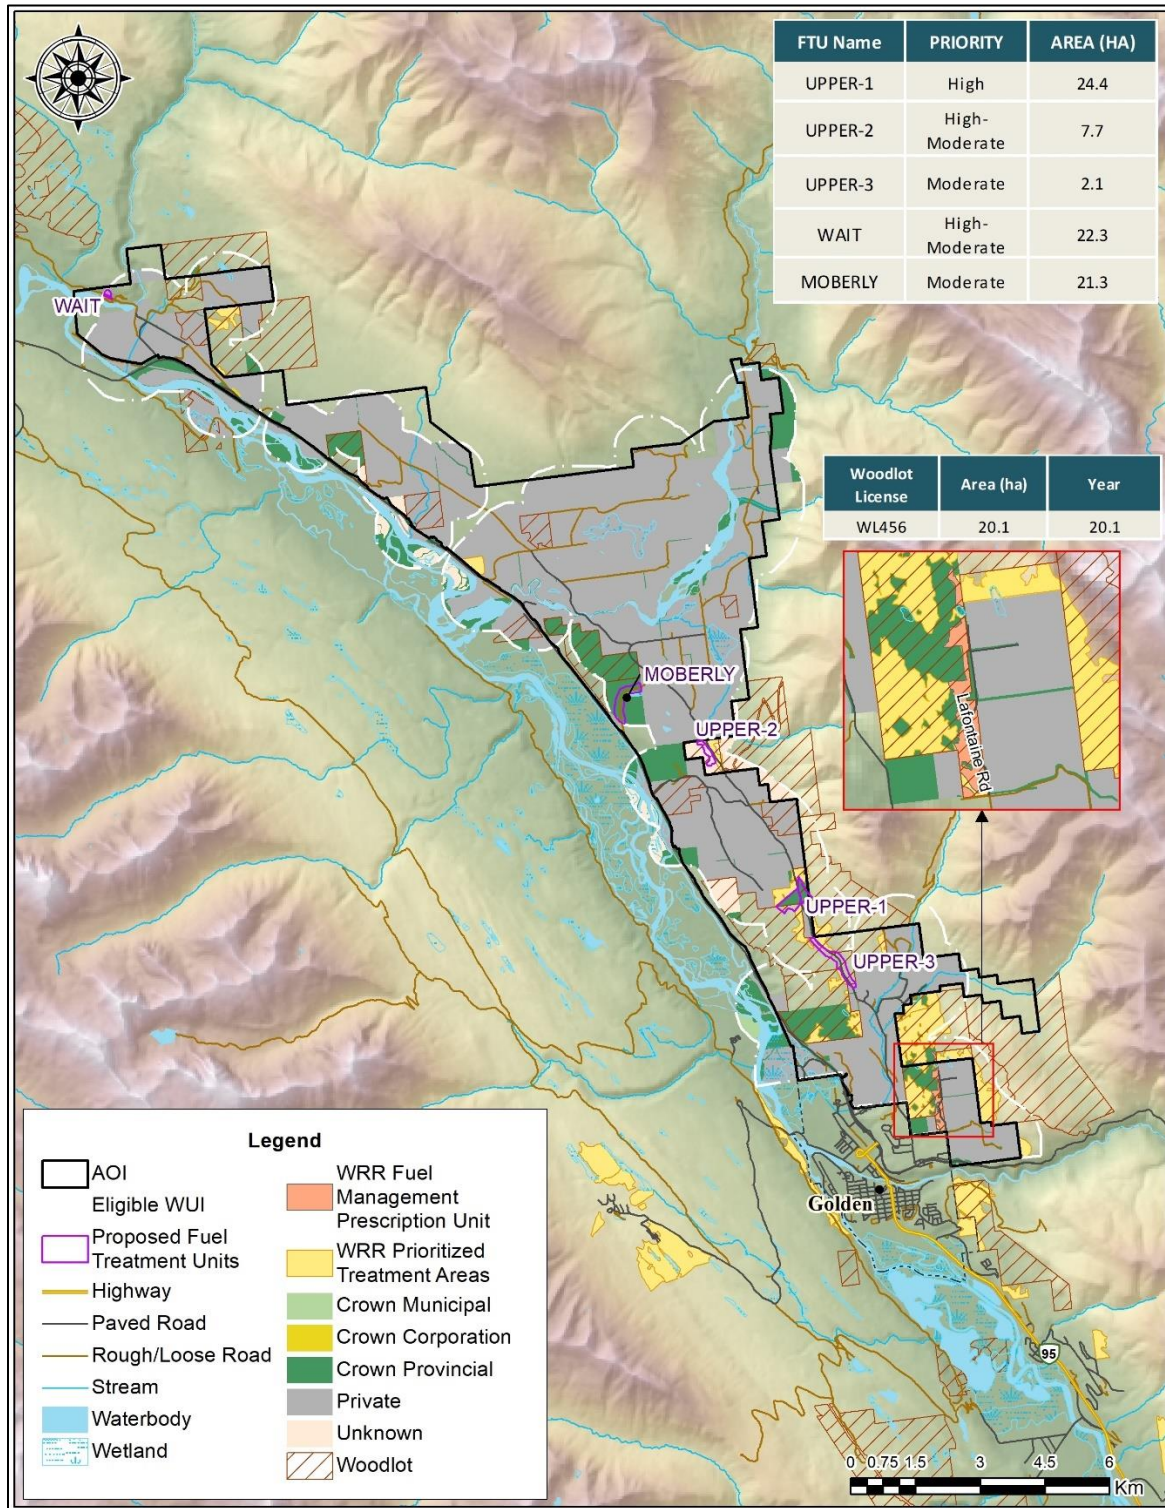 FTU Name PRIORITY AREA (HA)
UPPER-1 High 24.4
UPPER-2 High-Moderate 7.7
UPPER-3 Moderate 2.1
WAIT High-Moderate 22.3
MOBERLY Moderate 21.3
WAIT
Woodlot License Area (ha) Year
WL456 20.1 20.1
MOBERLY
UPPER-2
Lafontaine Rd
UPPER-1
UPPER-3
Golden
95
Legend
AOI
Eligible WUI
Proposed Fuel
Treatment Units
Highway
Paved Road
Rough/Loose Road
Stream
Waterbody
Wetland
WRR Fuel
Management
Prescription Unit
WRR Prioritized
Treatment Areas
Crown Municipal
Crown Corporation
Crown Provincial
Private
Unknown
Woodlot
0 0.75 1.5 3 4.5 6
Km